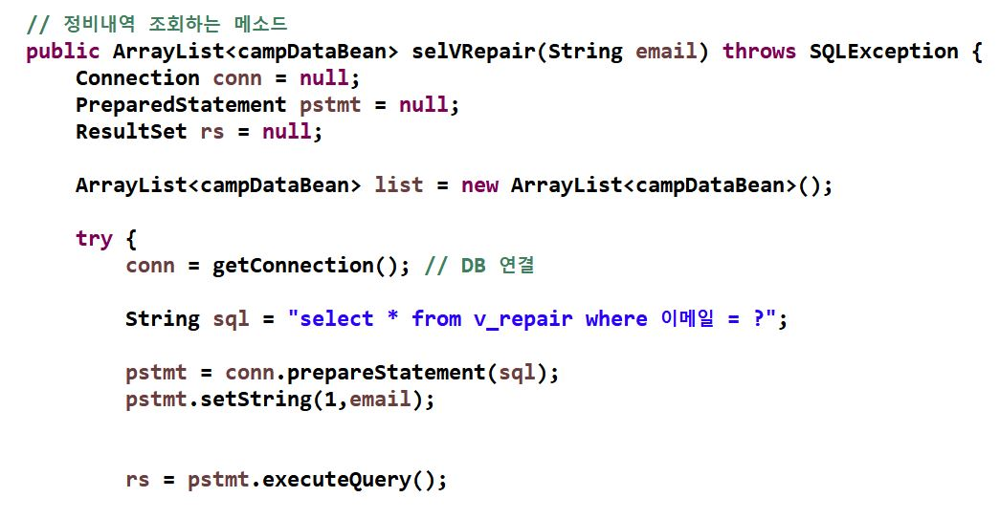 // 정비내역 조회하는 메소드
public ArrayList<campDataBean> selVRepair(String email) throws SQLException {
Connection conn = null;
PreparedStatement pstmt = null;
ResultSet rs = null;
ArrayList<campDataBean> list = new ArrayList<campDataBean>();
try {
conn = getConnection(); // DB 연결
String sql = "select * from v_repair where 이메일 = ?";
pstmt = conn.prepareStatement(sql);
pstmt.setString(1,email);
rs = pstmt.executeQuery();